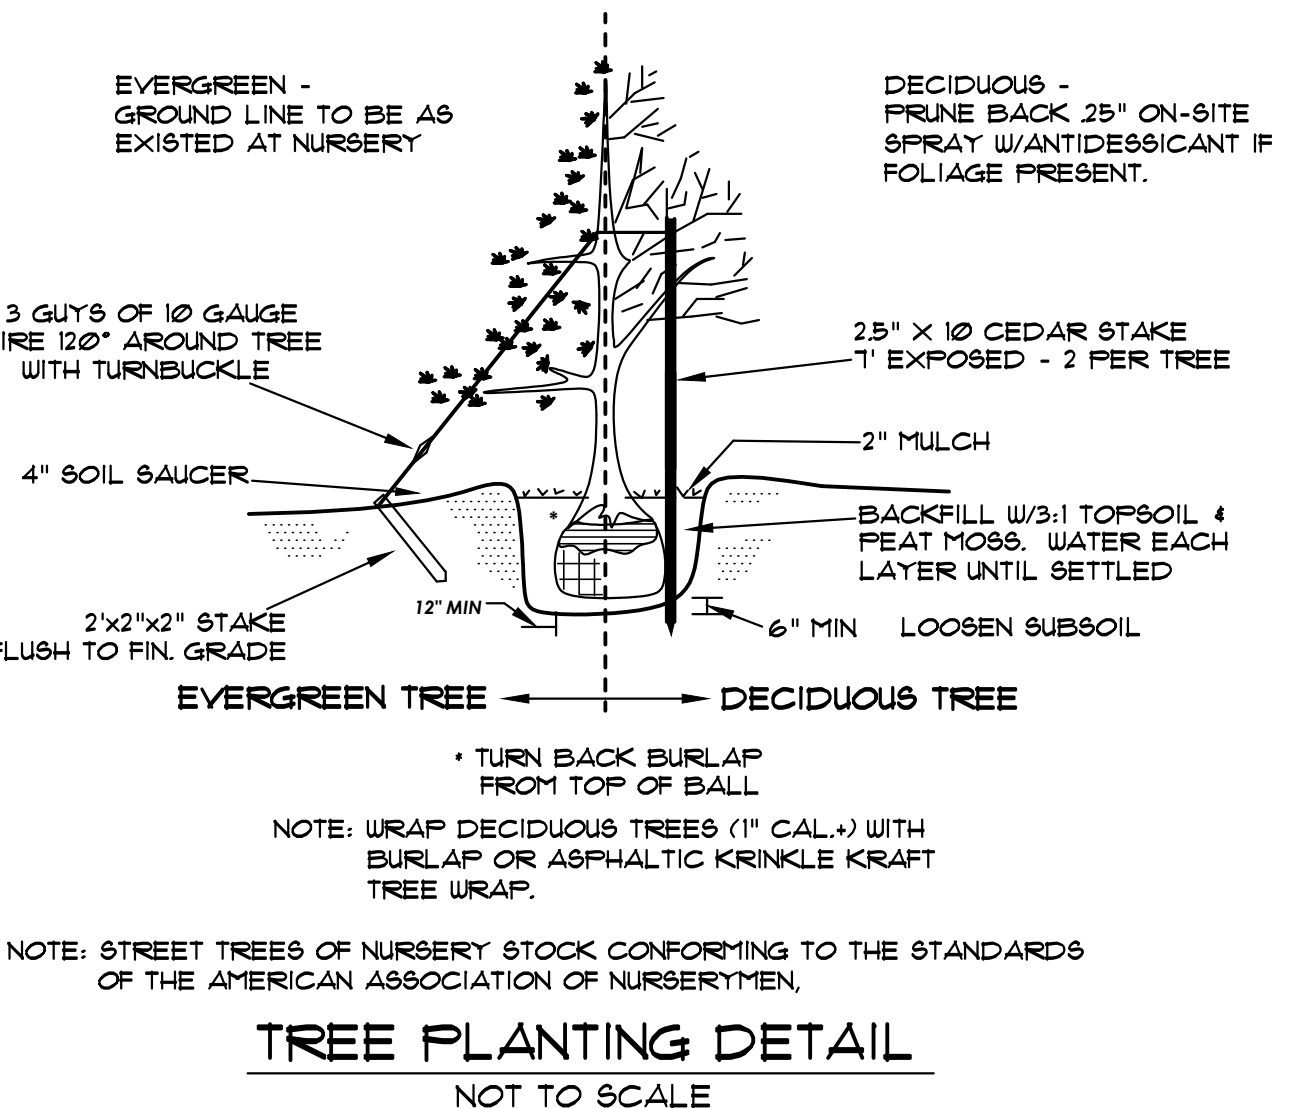 EVERGREEN -
GROUND LINE TO BE AS
EXISTED AT NURSERY
DECIDUOUS -
PRUNE BACK .25" ON-SITE
SPRAY W/ANTIDESSICANT IF
FOLIAGE PRESENT.
3 GUYS OF 10 GAUGE
IRE 120° AROUND TREE
WITH TURNBUCKLE
4" SOIL SAUCER
2'x2"x2" STAKE
FLUSH TO FIN. GRADE
2.5" X 10 CEDAR STAKE
7' EXPOSED - 2 PER TREE
2" MULCH
BACKFILL W/3:1 TOPSOIL &
PEAT MOSS. WATER EACH
LAYER UNTIL SETTLED
*
12" MIN
6" MIN LOOSEN SUBSOIL
EVERGREEN TREE DECIDUOUS TREE
* TURN BACK BURLAP
FROM TOP OF BALL
NOTE: WRAP DECIDUOUS TREES (1" CAL.+) WITH
BURLAP OR ASPHALTIC KRINKLE KRAFT
TREE WRAP.
NOTE: STREET TREES OF NURSERY STOCK CONFORMING TO THE STANDARDS
OF THE AMERICAN ASSOCIATION OF NURSERYMEN,
TREE PLANTING DETAIL
NOT TO SCALE